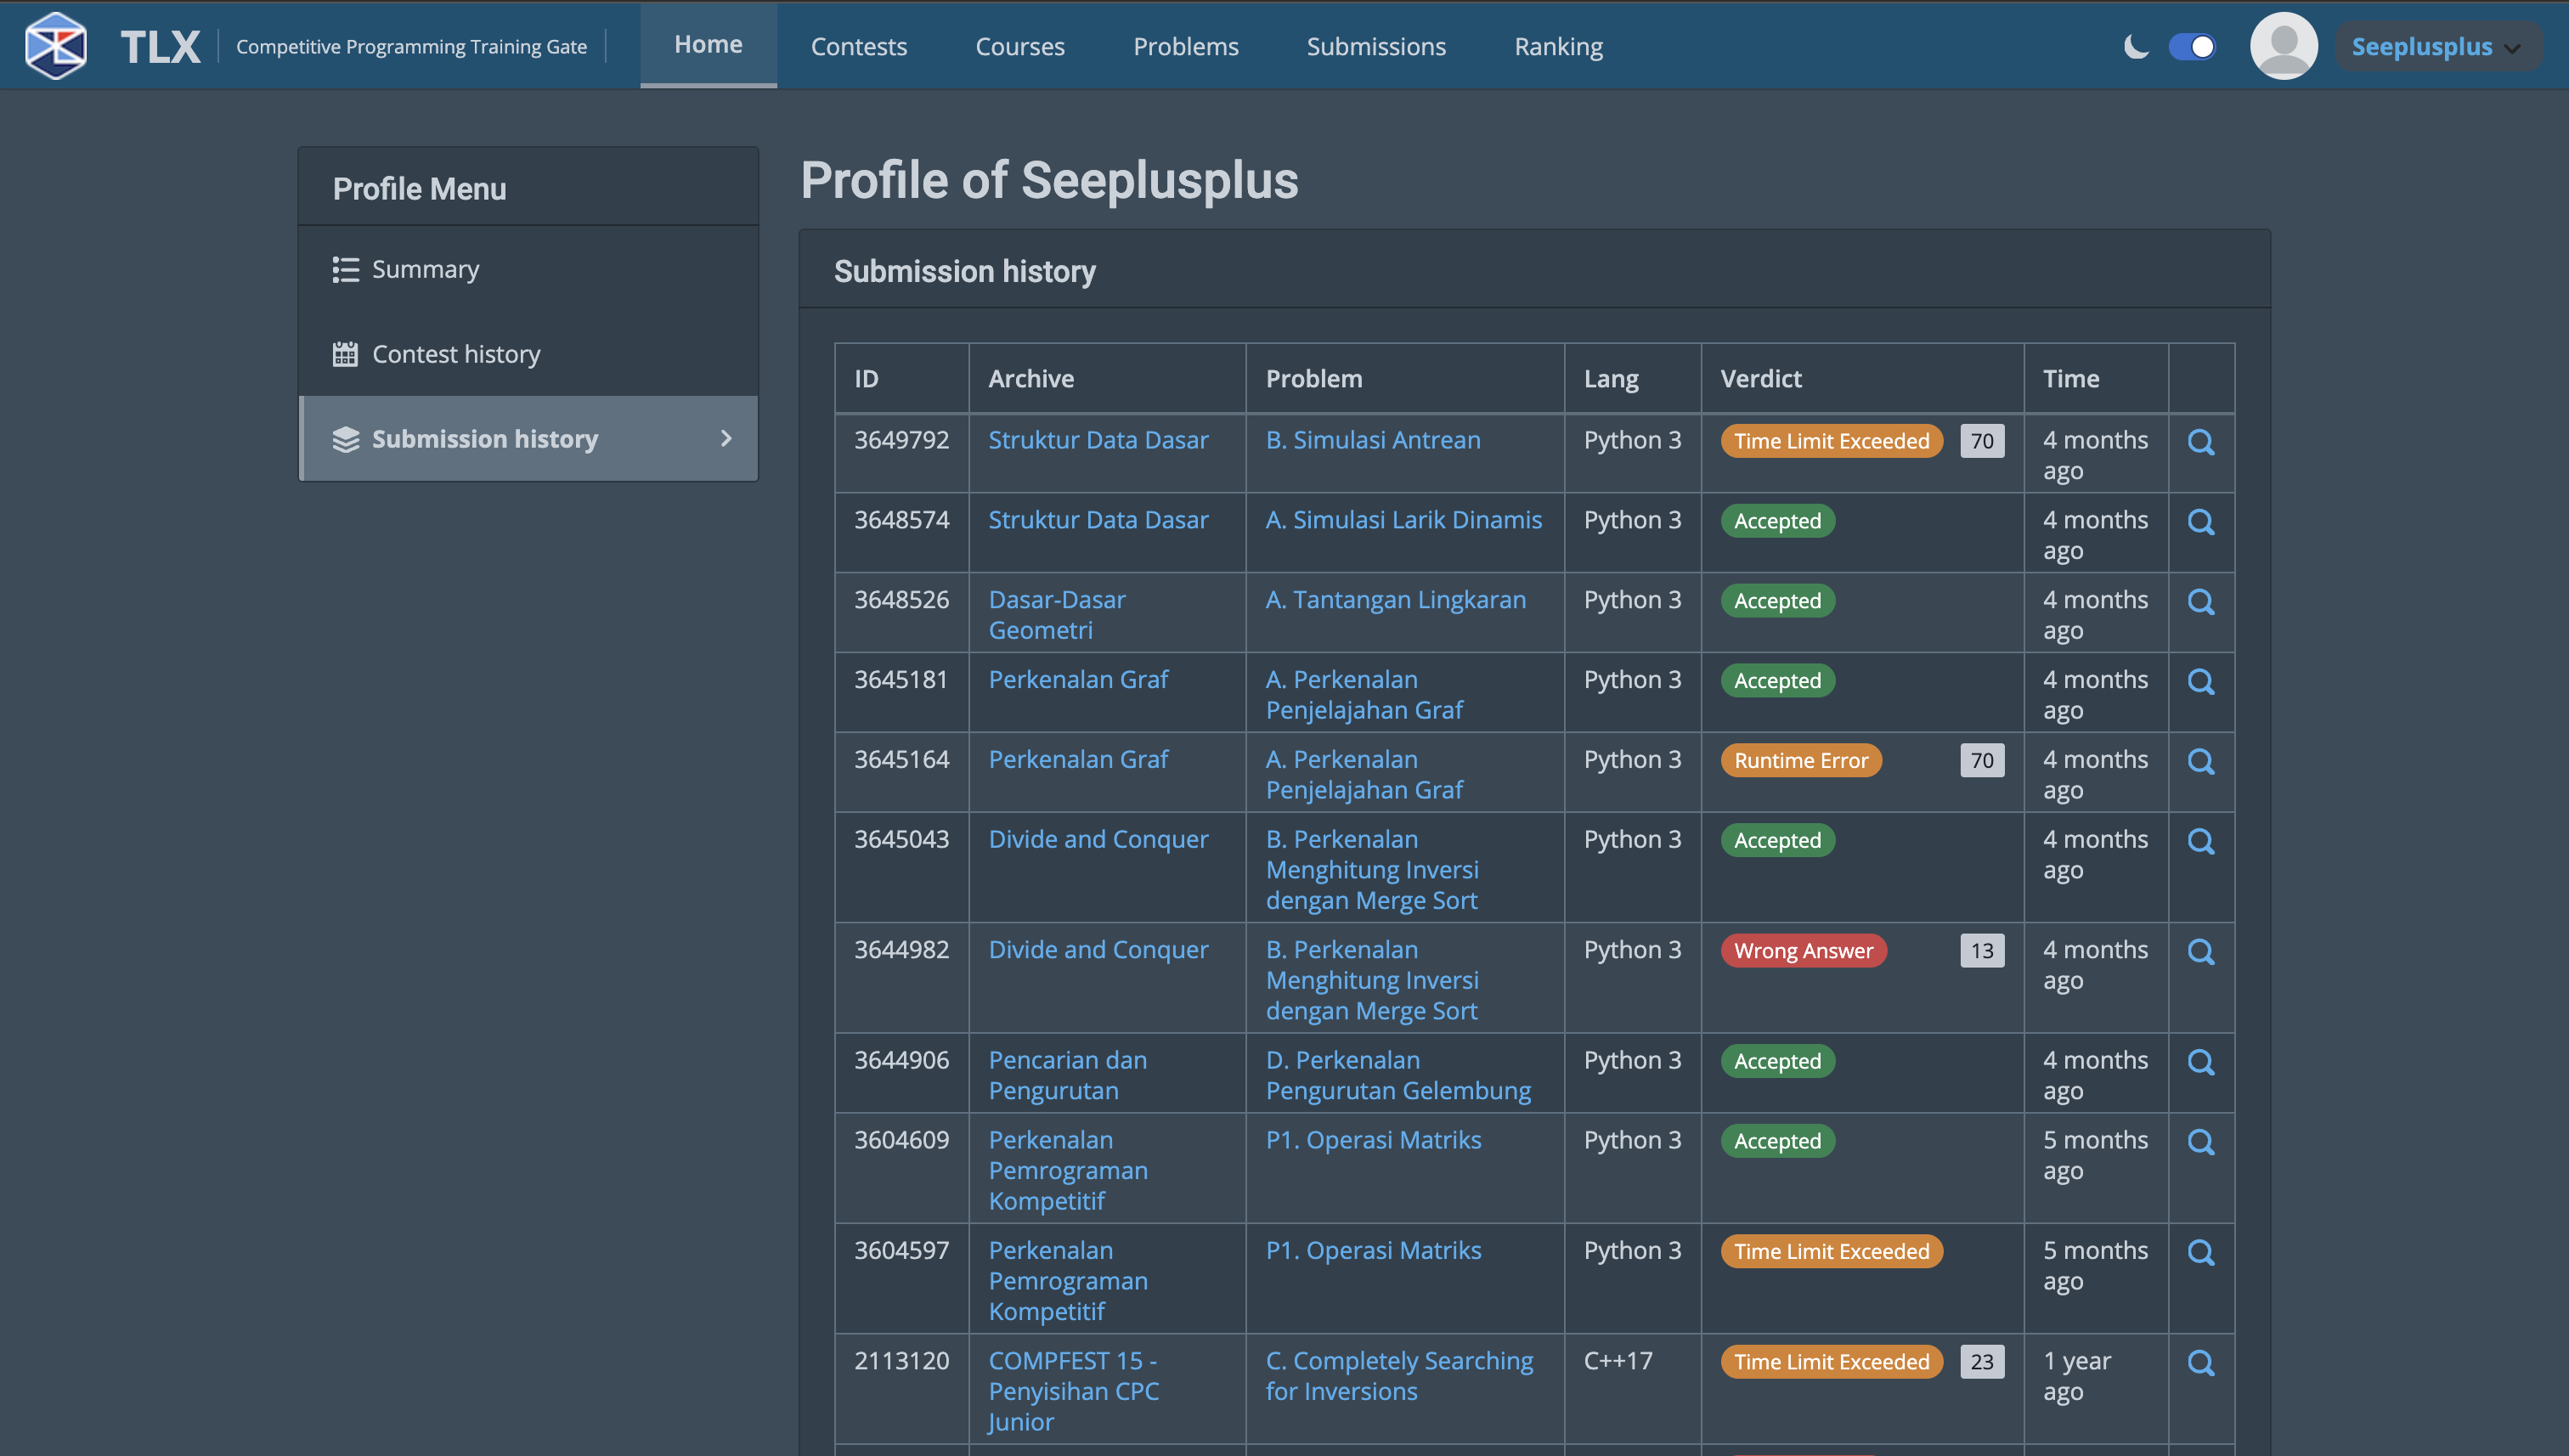 TLX
Competitive Programming Training Gate
Home
Contests
Courses
Problems
Submissions
Ranking
Seeplusplus
Profile Menu
Summary
Contest history
Submission history
Profile of Seeplusplus
Submission history
ID Archive Problem Lang Verdict Time
3649792 Struktur Data Dasar B. Simulasi Antrean Python 3 Time Limit Exceeded 70 4 months
ago
3648574 Struktur Data Dasar A. Simulasi Larik Dinamis Python 3 Accepted 4 months
ago
3648526 Dasar-Dasar A. Tantangan Lingkaran Python 3 Accepted 4 months
Geometri ago
3645181 Perkenalan Graf A. Perkenalan Python 3 Accepted 4 months
Penjelajahan Graf ago
3645164 Perkenalan Graf A. Perkenalan Python 3 Runtime Error 70 4 months
Penjelajahan Graf ago
3645043 Divide and Conquer B. Perkenalan Python 3 Accepted 4 months
Menghitung Inversi ago
dengan Merge Sort
3644982 Divide and Conquer B. Perkenalan Python 3 Wrong Answer 13 4 months
Menghitung Inversi ago
dengan Merge Sort
3644906 Pencarian dan D. Perkenalan Python 3 Accepted 4 months
Pengurutan Pengurutan Gelembung ago
3604609 Perkenalan P1. Operasi Matriks Python 3 Accepted 5 months
Pemrograman ago
Kompetitif
3604597 Perkenalan P1. Operasi Matriks Python 3 Time Limit Exceeded 5 months
Pemrograman ago
Kompetitif
2113120 COMPFEST 15 - C. Completely Searching C++17 Time Limit Exceeded 23 1 year
Penyisihan CPC for Inversions ago
Junior